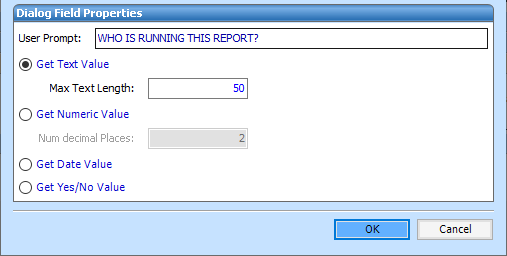 Dialog Field Properties
User Prompt: WHO IS RUNNING THIS REPORT?
Get Text Value
Max Text Length: 50
Get Numeric Value
Num decimal Places: 2
Get Date Value
Get Yes/No Value
OK Cancel